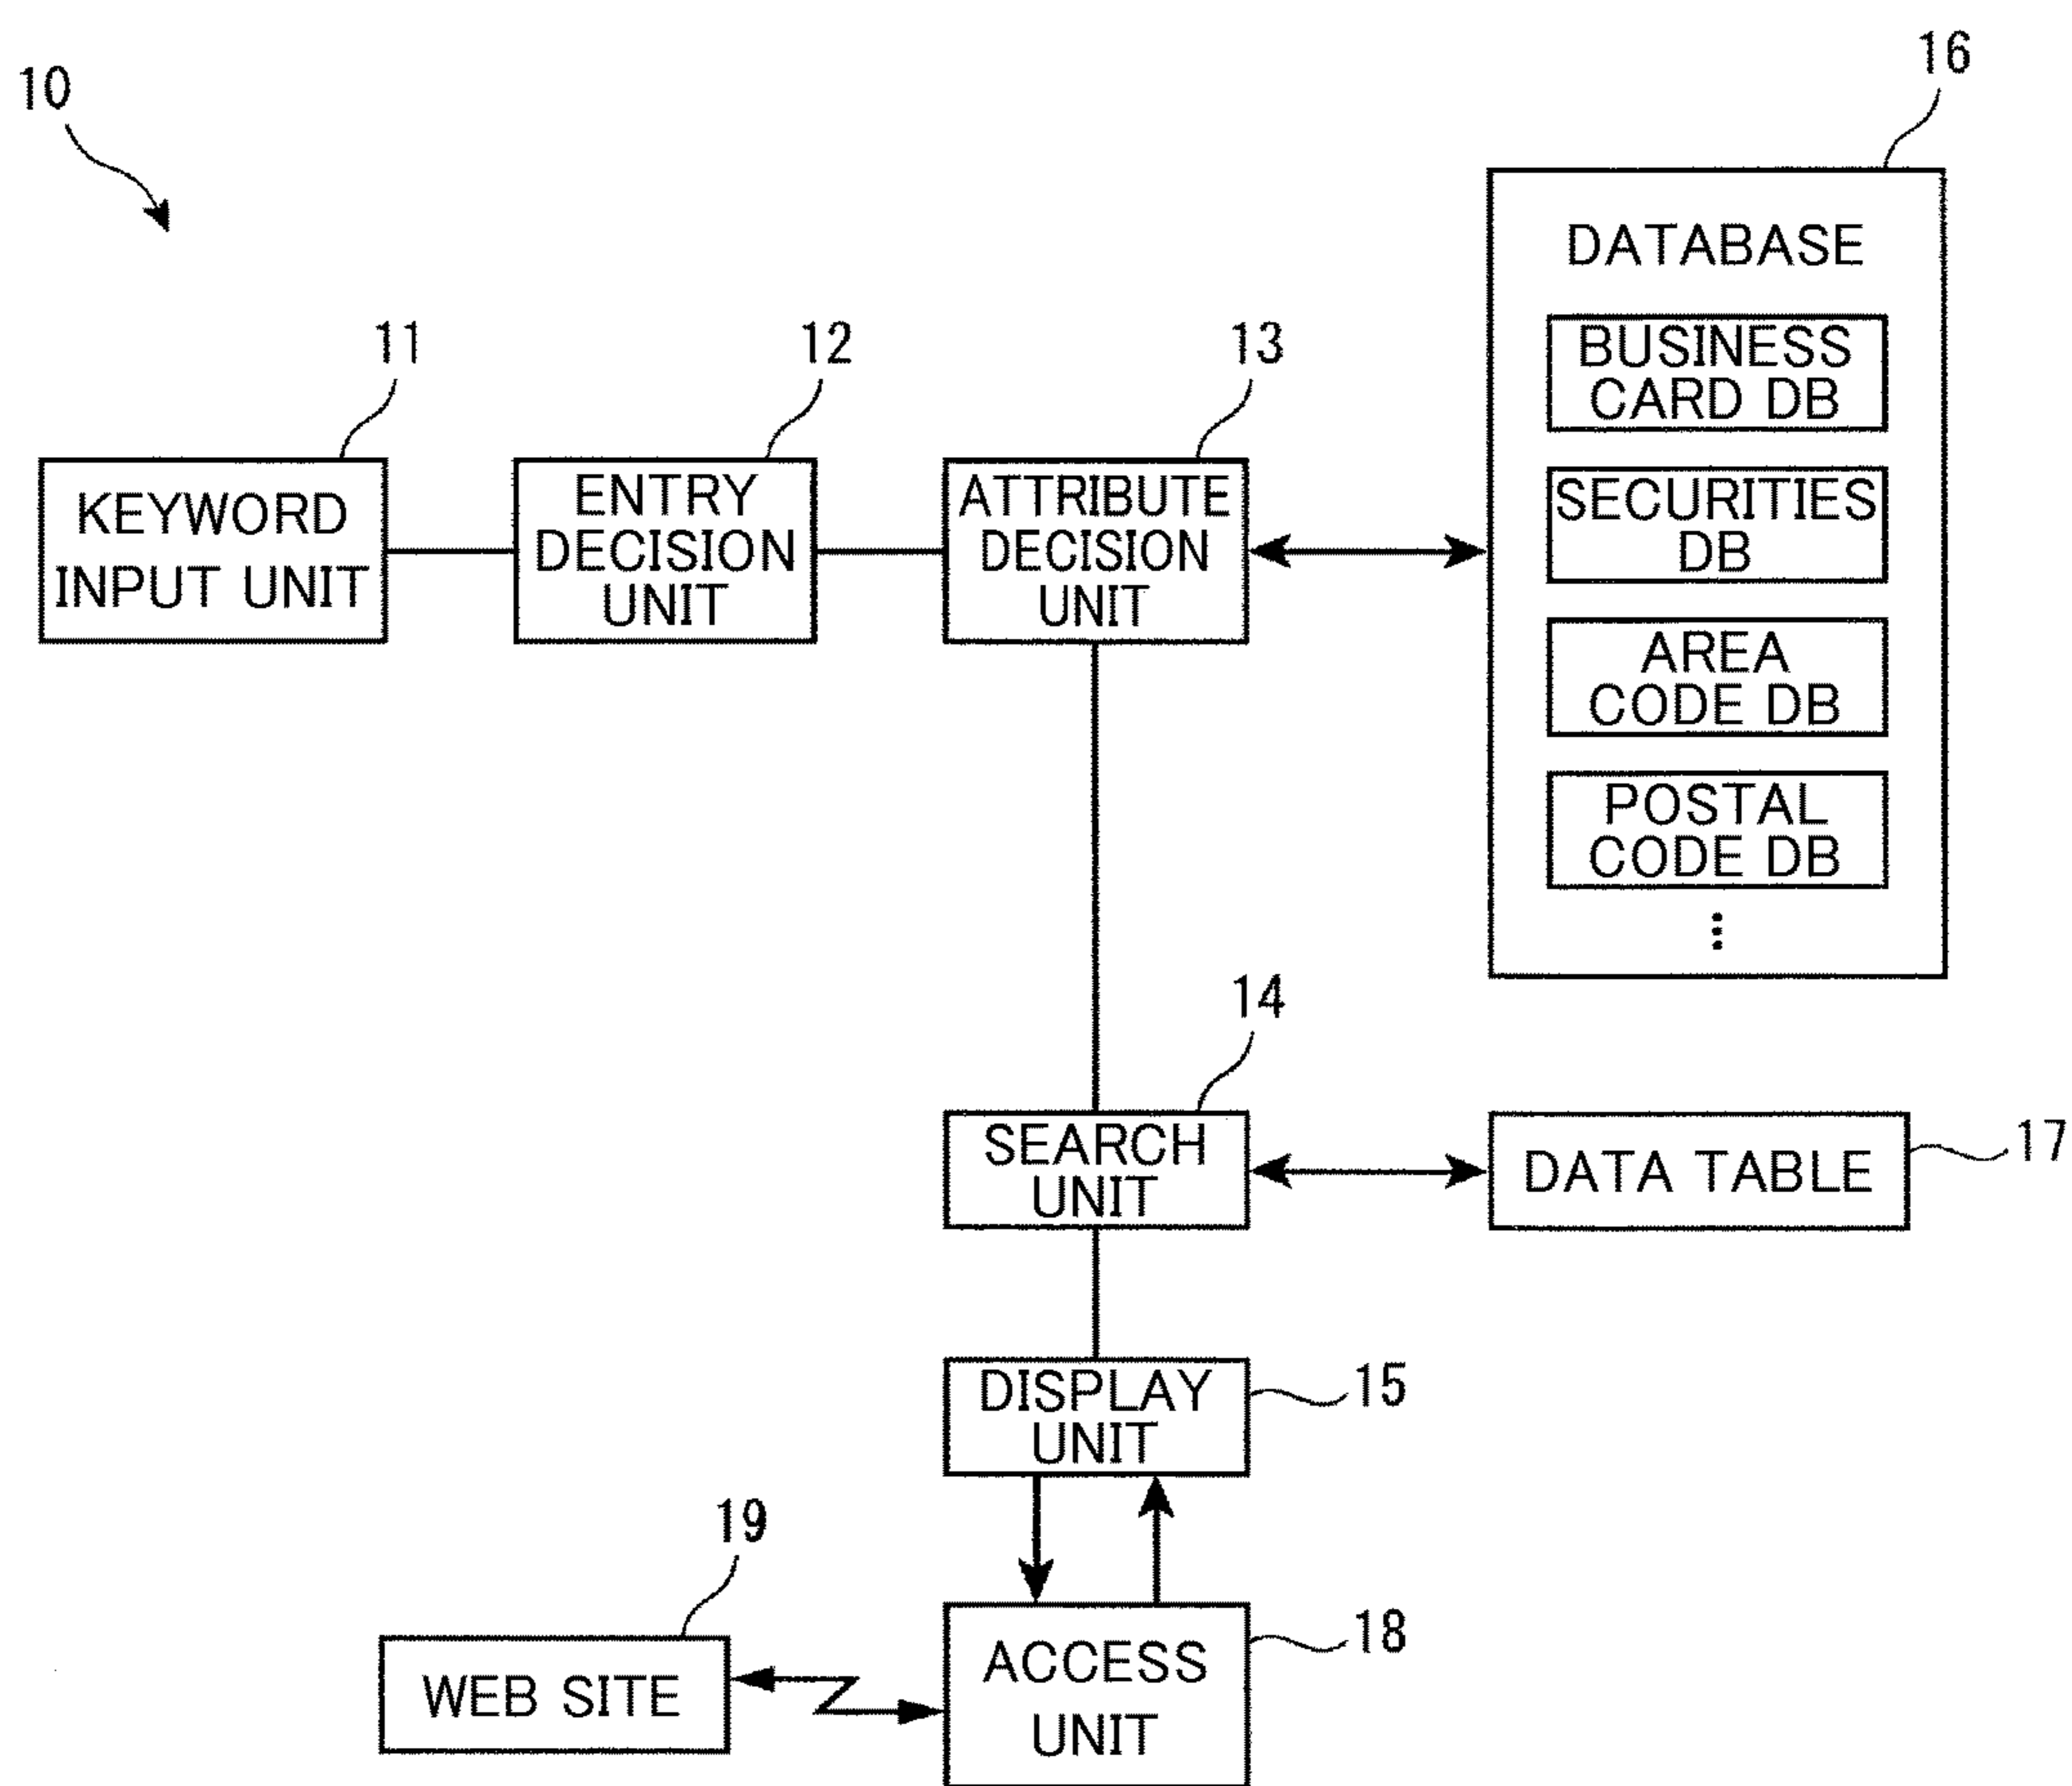 10
16
DATABASE
BUSINESS
CARD DB
SECURITIES
DB
AREA
CODE DB
POSTAL
CODE DB
⋮
11
KEYWORD
INPUT UNIT
12
ENTRY
DECISION
UNIT
13
ATTRIBUTE
DECISION
UNIT
14
SEARCH
UNIT
DATA TABLE
17
DISPLAY
UNIT
15
19
WEB SITE
ACCESS
UNIT
18